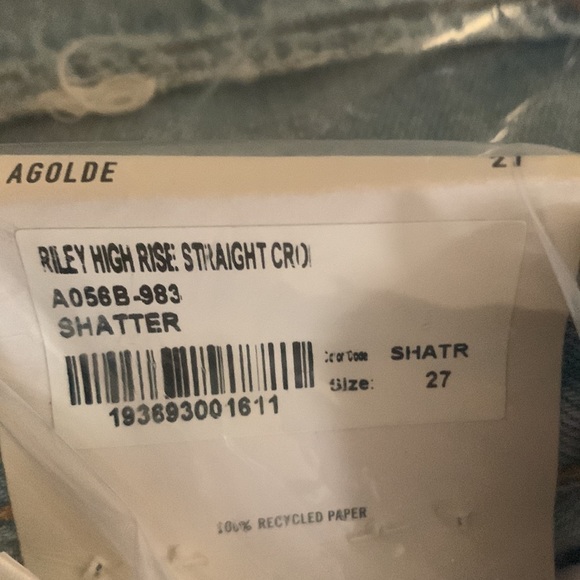 AGOLDE
27
RILEY HIGH RISE STRAIGHT CRO
A056B-983
SHATTER
Color Code SHATR
Size: 27
193693001611
100% RECYCLED PAPER